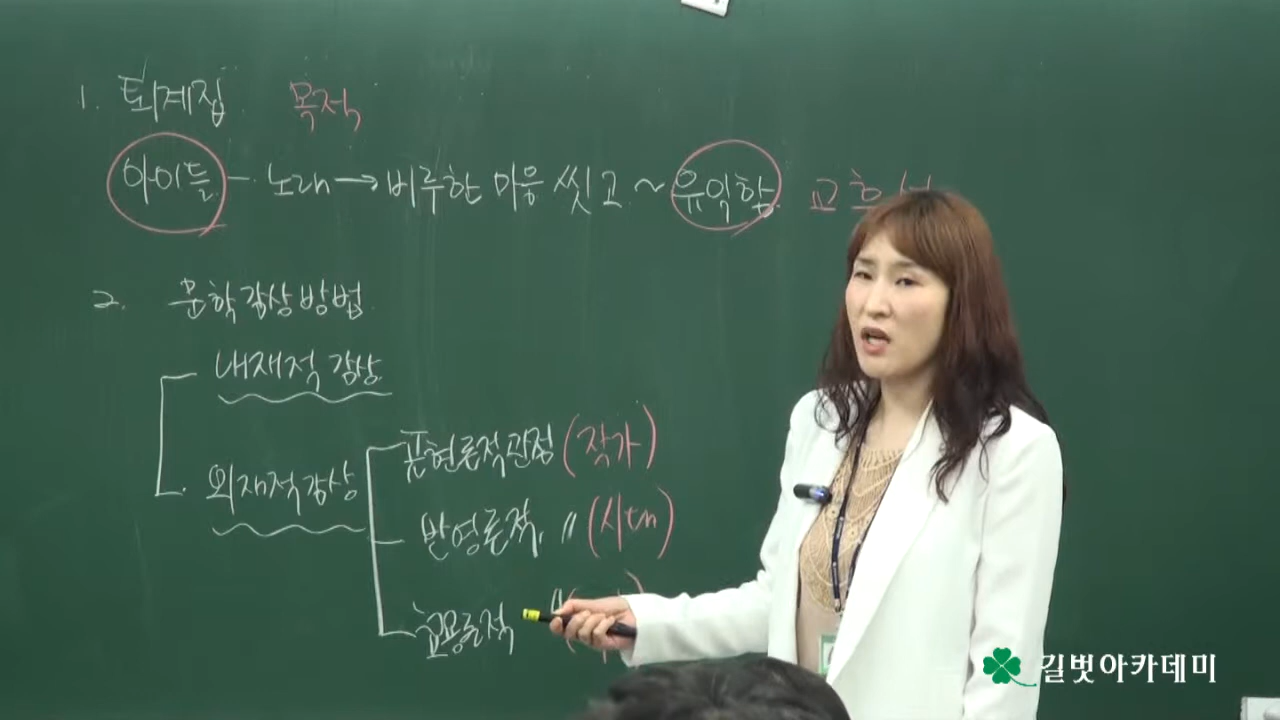 1. 퇴계집 목적
아이들 - 노래 → 비루한 마음 씻고 ~ 유익함
2. 문학감상방법
내재적 감상
외재적감상
표현론적관점 (작가)
반영론적 〃 (시대)
효용론적 〃
길벗아카데미